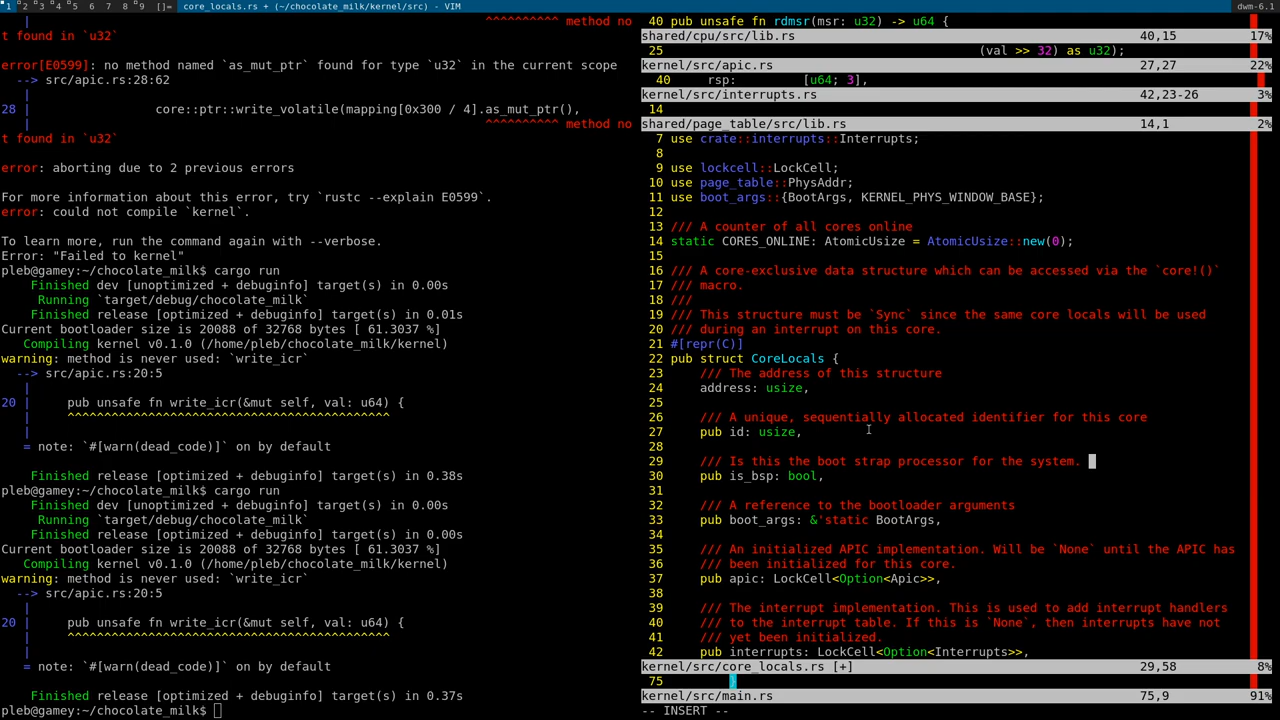 1 2 3 4 5 6 7 8 9 []= core_locals.rs + (~/chocolate_milk/kernel/src) - VIM dwm-6.1
| ^^^^^^^^^^ method no
t found in `u32`
error[E0599]: no method named `as_mut_ptr` found for type `u32` in the current scope
--> src/apic.rs:28:62
|
28 | core::ptr::write_volatile(mapping[0x300 / 4].as_mut_ptr(),
| ^^^^^^^^^^ method no
t found in `u32`
error: aborting due to 2 previous errors
For more information about this error, try `rustc --explain E0599`.
error: could not compile `kernel`.
To learn more, run the command again with --verbose.
Error: "Failed to kernel"
pleb@gamey:~/chocolate_milk$ cargo run
Finished dev [unoptimized + debuginfo] target(s) in 0.00s
Running `target/debug/chocolate_milk`
Finished release [optimized + debuginfo] target(s) in 0.01s
Current bootloader size is 20088 of 32768 bytes [ 61.3037 %]
Compiling kernel v0.1.0 (/home/pleb/chocolate_milk/kernel)
warning: method is never used: `write_icr`
--> src/apic.rs:20:5
|
20 | pub unsafe fn write_icr(&mut self, val: u64) {
| ^^^^^^^^^^^^^^^^^^^^^^^^^^^^^^^^^^^^^^^^^^^^
|
= note: `#[warn(dead_code)]` on by default
Finished release [optimized + debuginfo] target(s) in 0.38s
pleb@gamey:~/chocolate_milk$ cargo run
Finished dev [unoptimized + debuginfo] target(s) in 0.00s
Running `target/debug/chocolate_milk`
Finished release [optimized + debuginfo] target(s) in 0.00s
Current bootloader size is 20088 of 32768 bytes [ 61.3037 %]
Compiling kernel v0.1.0 (/home/pleb/chocolate_milk/kernel)
warning: method is never used: `write_icr`
--> src/apic.rs:20:5
|
20 | pub unsafe fn write_icr(&mut self, val: u64) {
| ^^^^^^^^^^^^^^^^^^^^^^^^^^^^^^^^^^^^^^^^^^^^
|
= note: `#[warn(dead_code)]` on by default
Finished release [optimized + debuginfo] target(s) in 0.37s
pleb@gamey:~/chocolate_milk$
40 pub unsafe fn rdmsr(msr: u32) -> u64 {
shared/cpu/src/lib.rs 40,15 17%
25 (val >> 32) as u32);
kernel/src/apic.rs 27,27 22%
40 rsp: [u64; 3],
kernel/src/interrupts.rs 42,23-26 3%
14
shared/page_table/src/lib.rs 14,1 2%
7 use crate::interrupts::Interrupts;
8
9 use lockcell::LockCell;
10 use page_table::PhysAddr;
11 use boot_args::{BootArgs, KERNEL_PHYS_WINDOW_BASE};
12
13 /// A counter of all cores online
14 static CORES_ONLINE: AtomicUsize = AtomicUsize::new(0);
15
16 /// A core-exclusive data structure which can be accessed via the `core!()`
17 /// macro.
18 ///
19 /// This structure must be `Sync` since the same core locals will be used
20 /// during an interrupt on this core.
21 #[repr(C)]
22 pub struct CoreLocals {
23 /// The address of this structure
24 address: usize,
25
26 /// A unique, sequentially allocated identifier for this core
27 pub id: usize,
28
29 /// Is this the boot strap processor for the system.
30 pub is_bsp: bool,
31
32 /// A reference to the bootloader arguments
33 pub boot_args: &'static BootArgs,
34
35 /// An initialized APIC implementation. Will be `None` until the APIC has
36 /// been initialized for this core.
37 pub apic: LockCell<Option<Apic>>,
38
39 /// The interrupt implementation. This is used to add interrupt handlers
40 /// to the interrupt table. If this is `None`, then interrupts have not
41 /// yet been initialized.
42 pub interrupts: LockCell<Option<Interrupts>>,
kernel/src/core_locals.rs [+] 29,58 8%
75 }
kernel/src/main.rs 75,9 91%
-- INSERT --